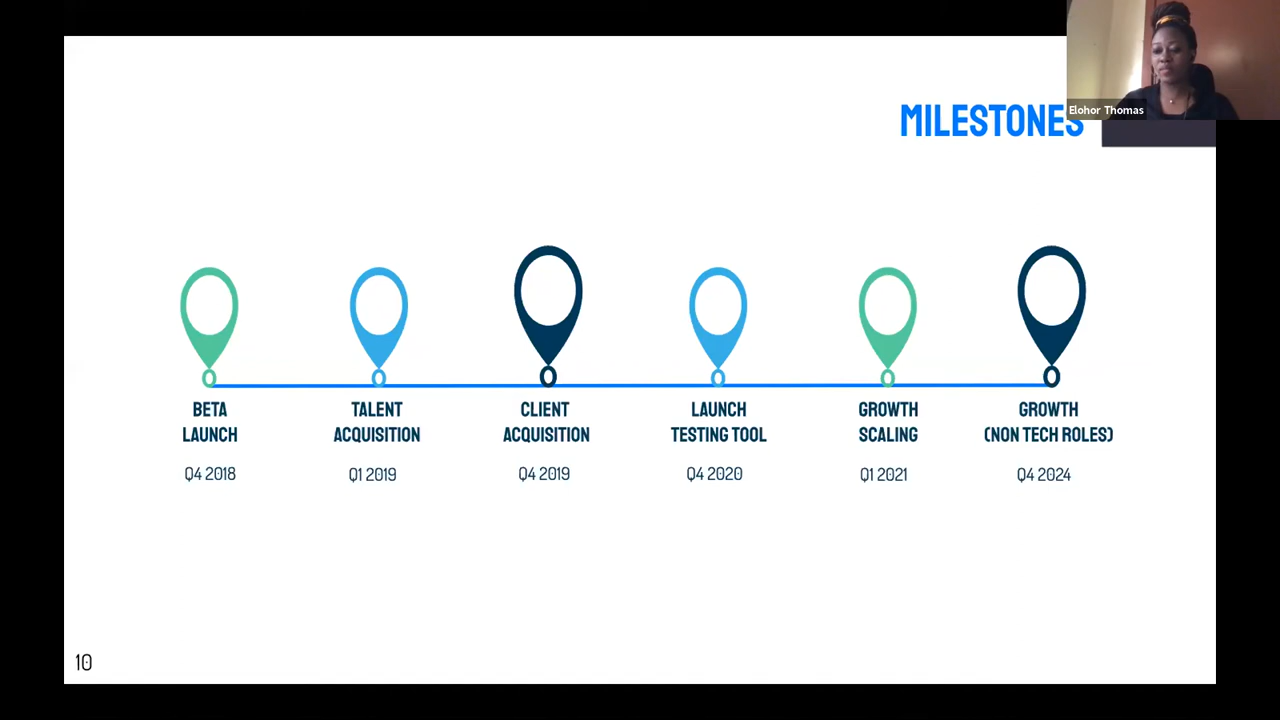 Elohor Thomas
MILESTONES
BETA
LAUNCH
Q4 2018
TALENT
ACQUISITION
Q1 2019
CLIENT
ACQUISITION
Q4 2019
LAUNCH
TESTING TOOL
Q4 2020
GROWTH
SCALING
Q1 2021
GROWTH
(NON TECH ROLES)
Q4 2024
10